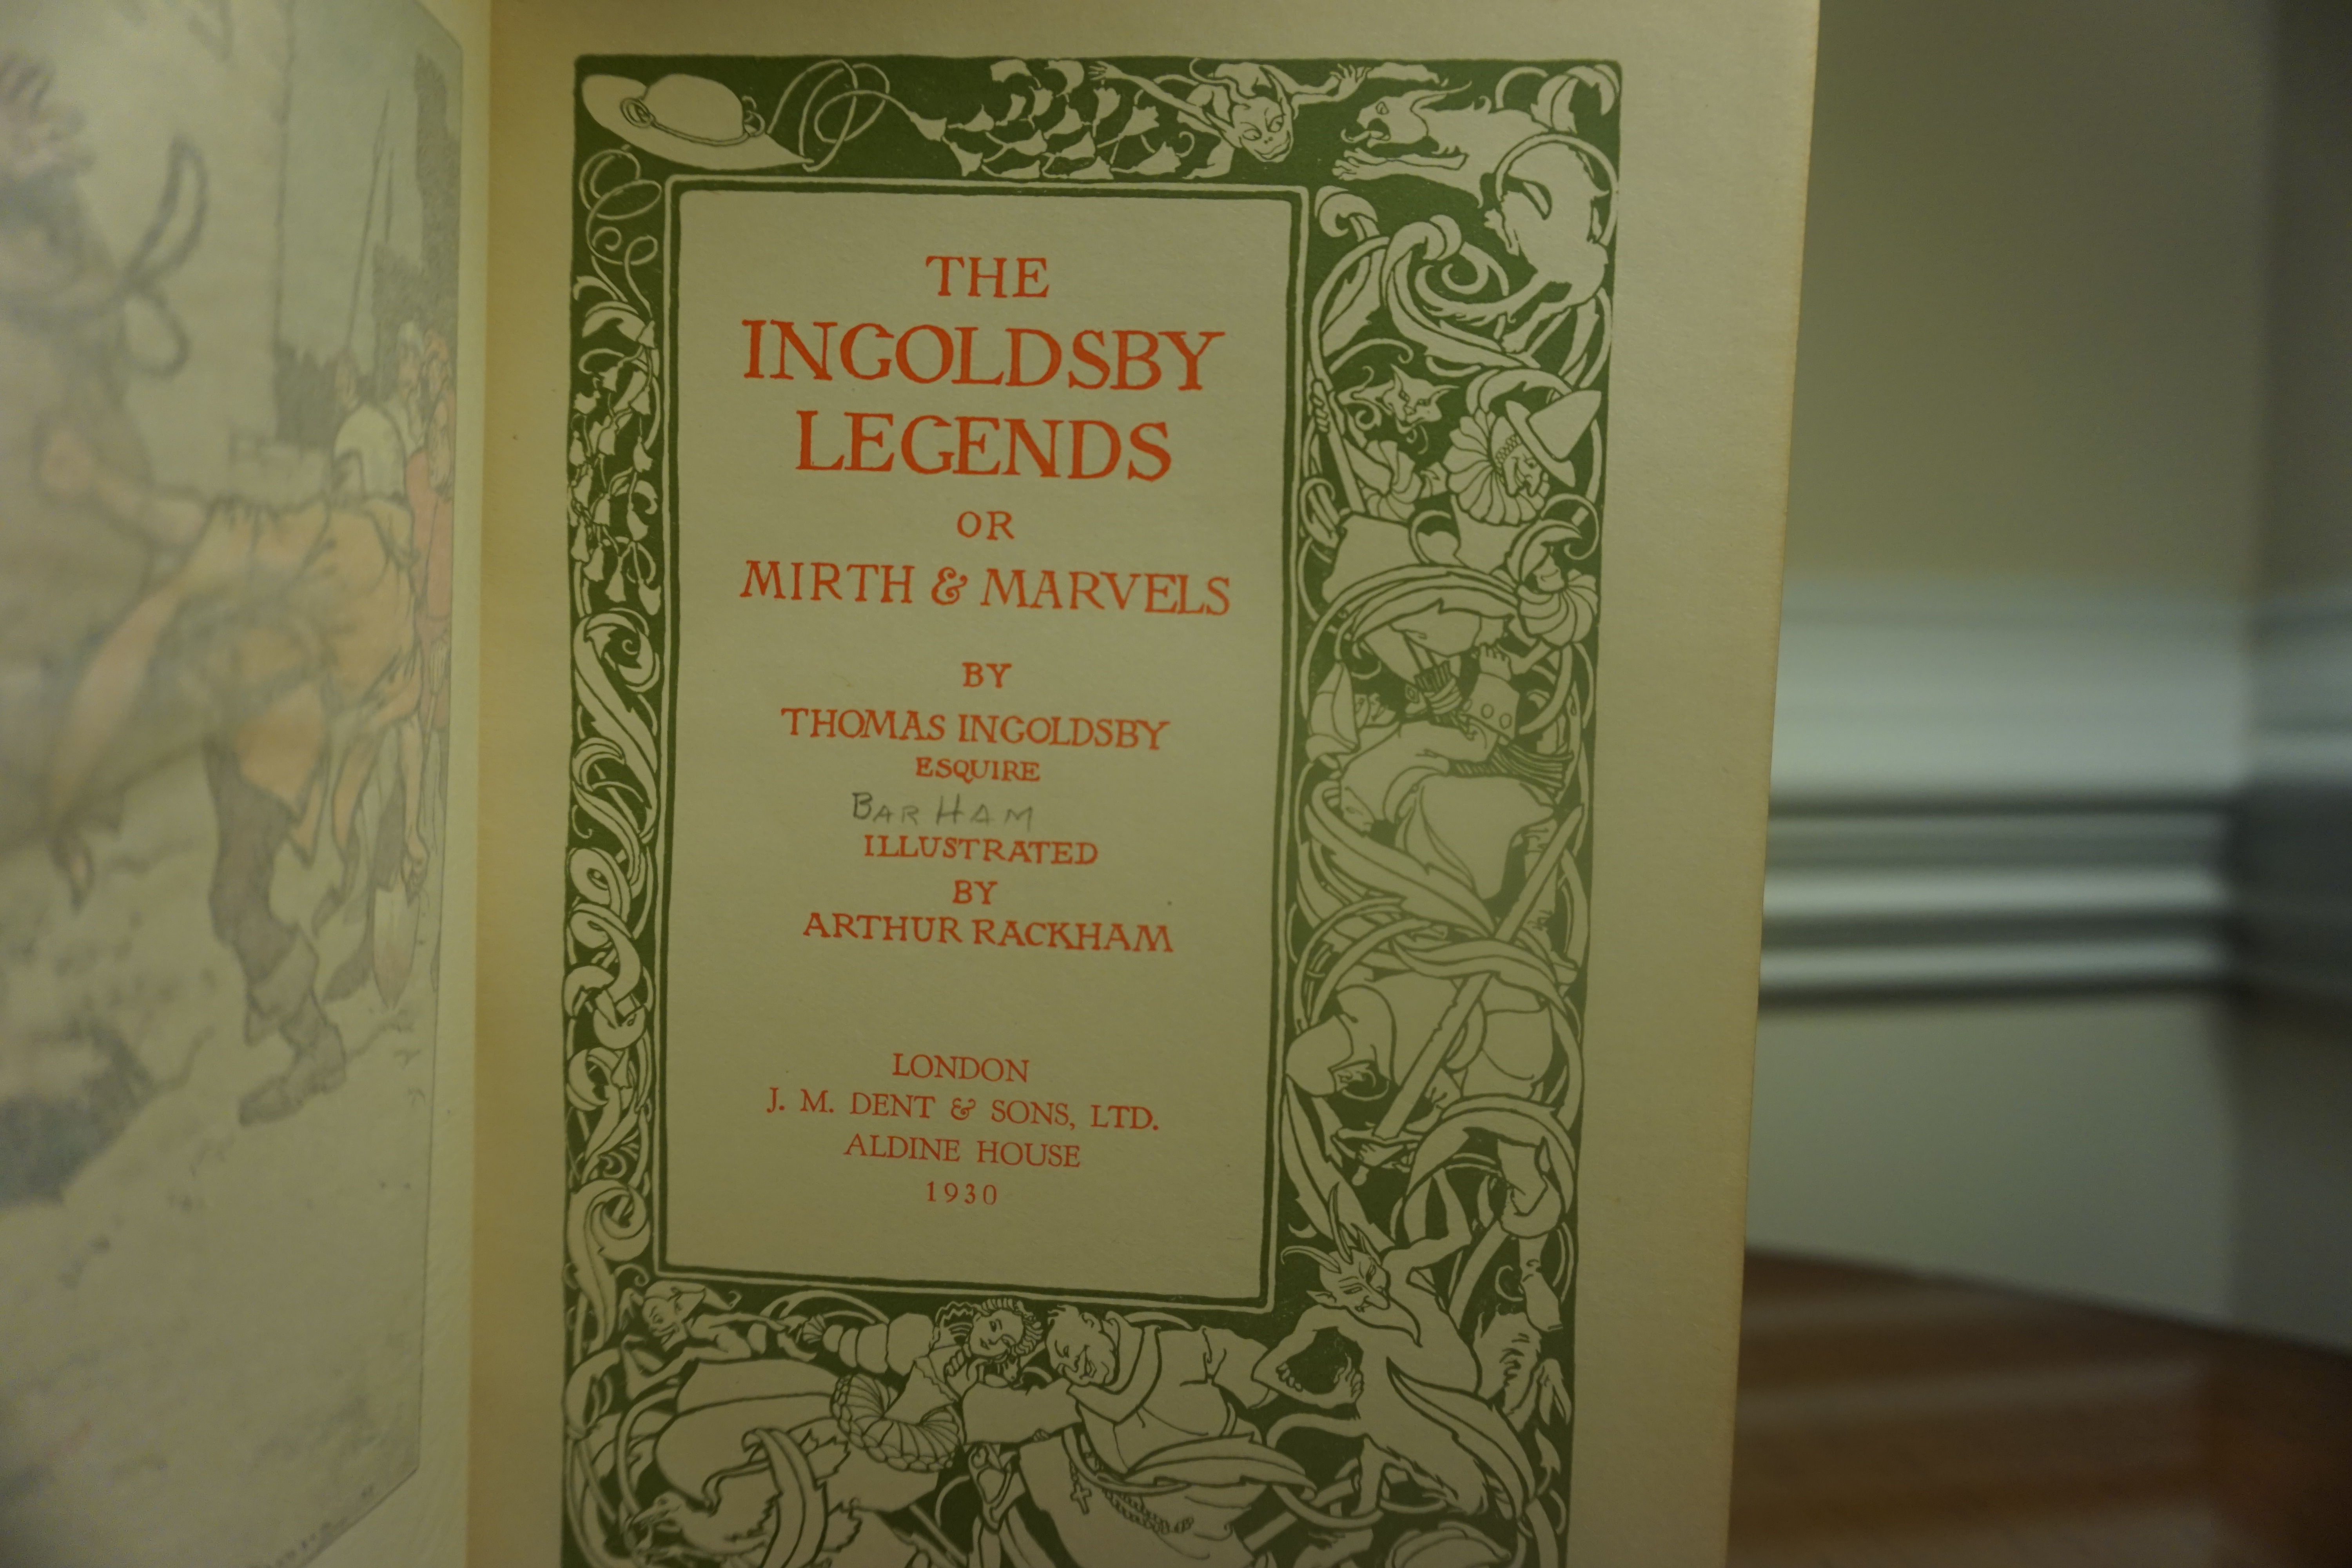 THE
INGOLDSBY
LEGENDS
OR
MIRTH & MARVELS
BY
THOMAS INGOLDSBY
ESQUIRE
BARHAM
ILLUSTRATED
BY
ARTHUR RACKHAM
LONDON
J. M. DENT & SONS, LTD.
ALDINE HOUSE
1930